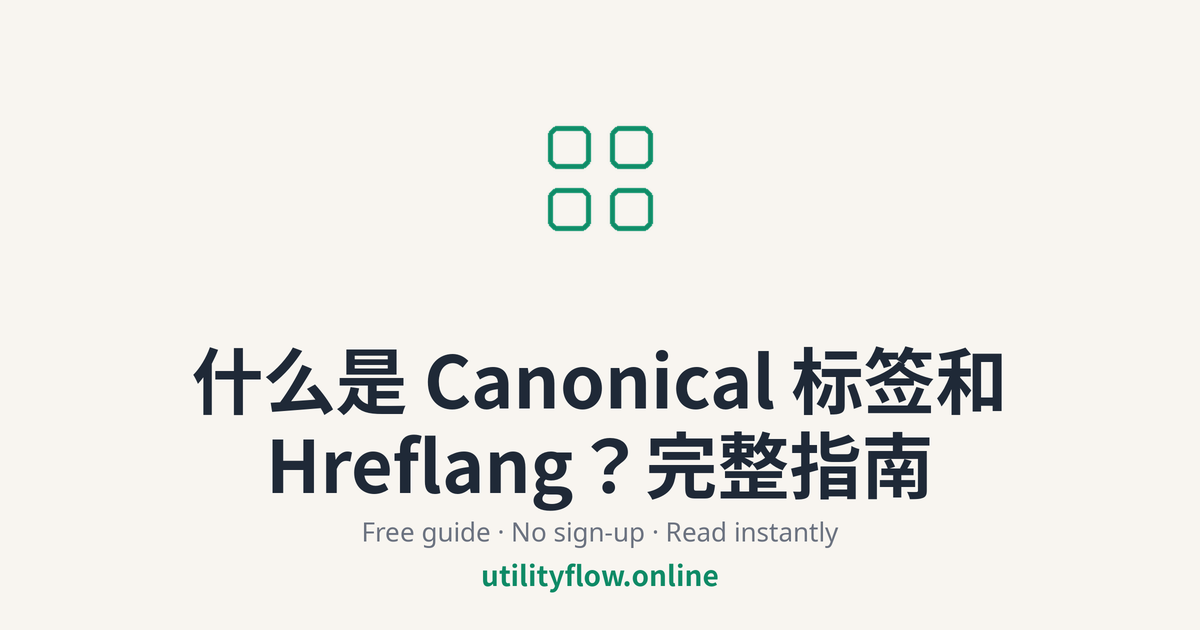 什么是 Canonical 标签和
Hreflang？完整指南
Free guide · No sign-up · Read instantly
utilityflow.online